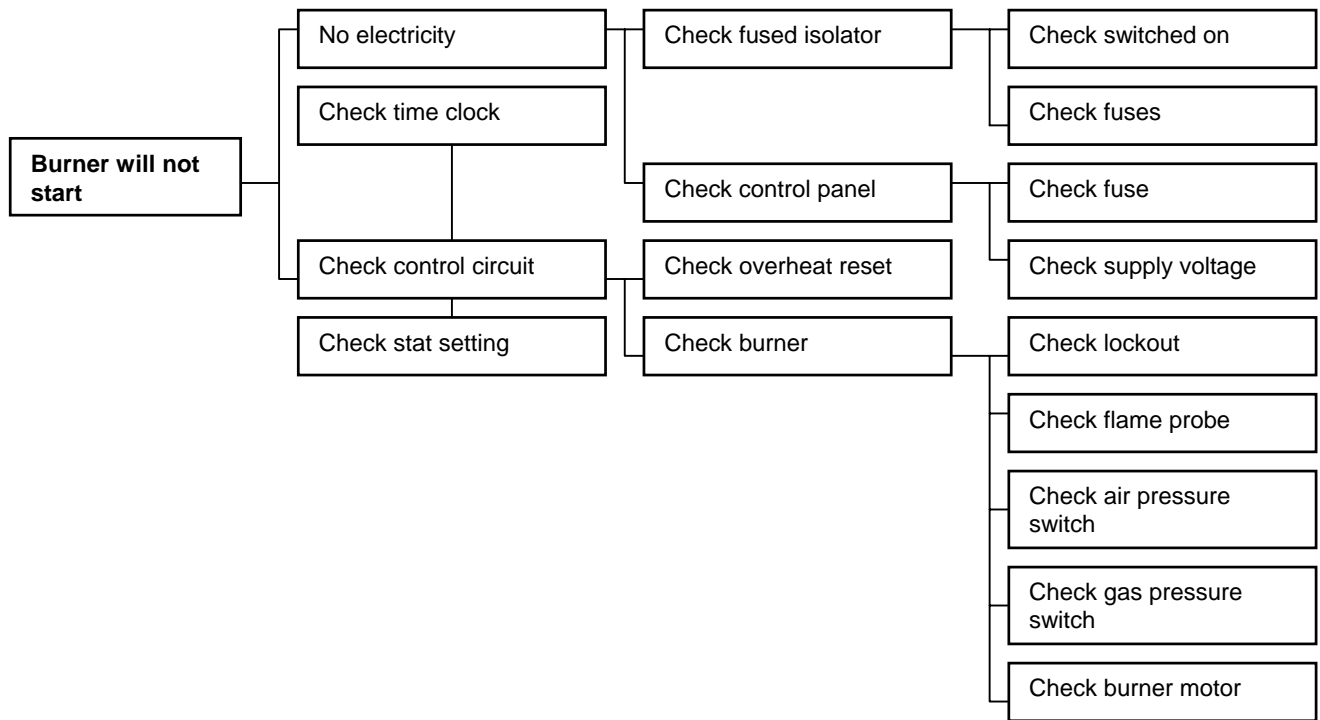 Burner will not
start
No electricity
Check time clock
Check control circuit
Check stat setting
Check fused isolator
Check control panel
Check overheat reset
Check burner
Check switched on
Check fuses
Check fuse
Check supply voltage
Check lockout
Check flame probe
Check air pressure
switch
Check gas pressure
switch
Check burner motor